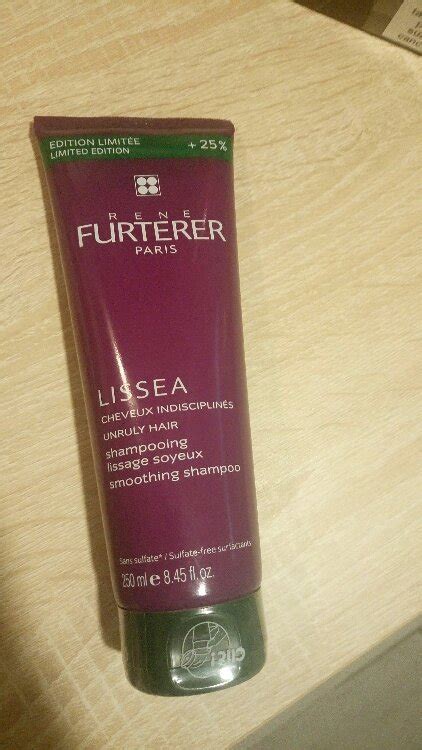 EDITION LIMITÉE + 25%
LIMITED EDITION
RENE
FURTERER
PARIS
LISSEA
CHEVEUX INDISCIPLINÉS
UNRULY HAIR
shampooing
lissage soyeux
smoothing shampoo
Sans sulfate* / Sulfate-free surfactants
250 ml e 8.45 fl. oz.